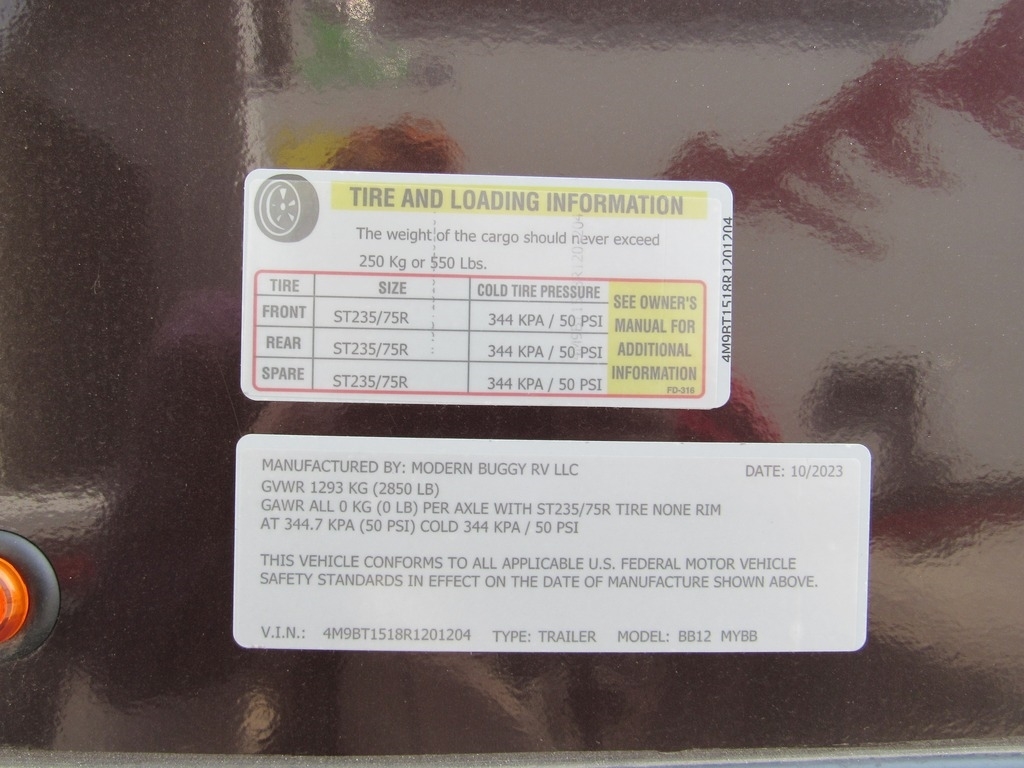 TIRE AND LOADING INFORMATION
The weight of the cargo should never exceed
250 Kg or 550 Lbs.
TIRE SIZE COLD TIRE PRESSURE
FRONT ST235/75R 344 KPA / 50 PSI
REAR ST235/75R 344 KPA / 50 PSI
SPARE ST235/75R 344 KPA / 50 PSI
SEE OWNER'S
MANUAL FOR
ADDITIONAL
INFORMATION
FD-316
4M9BT1518R1201204
MANUFACTURED BY: MODERN BUGGY RV LLC DATE: 10/2023
GVWR 1293 KG (2850 LB)
GAWR ALL 0 KG (0 LB) PER AXLE WITH ST235/75R TIRE NONE RIM
AT 344.7 KPA (50 PSI) COLD 344 KPA / 50 PSI
THIS VEHICLE CONFORMS TO ALL APPLICABLE U.S. FEDERAL MOTOR VEHICLE
SAFETY STANDARDS IN EFFECT ON THE DATE OF MANUFACTURE SHOWN ABOVE.
V.I.N.: 4M9BT1518R1201204 TYPE: TRAILER MODEL: BB12 MYBB